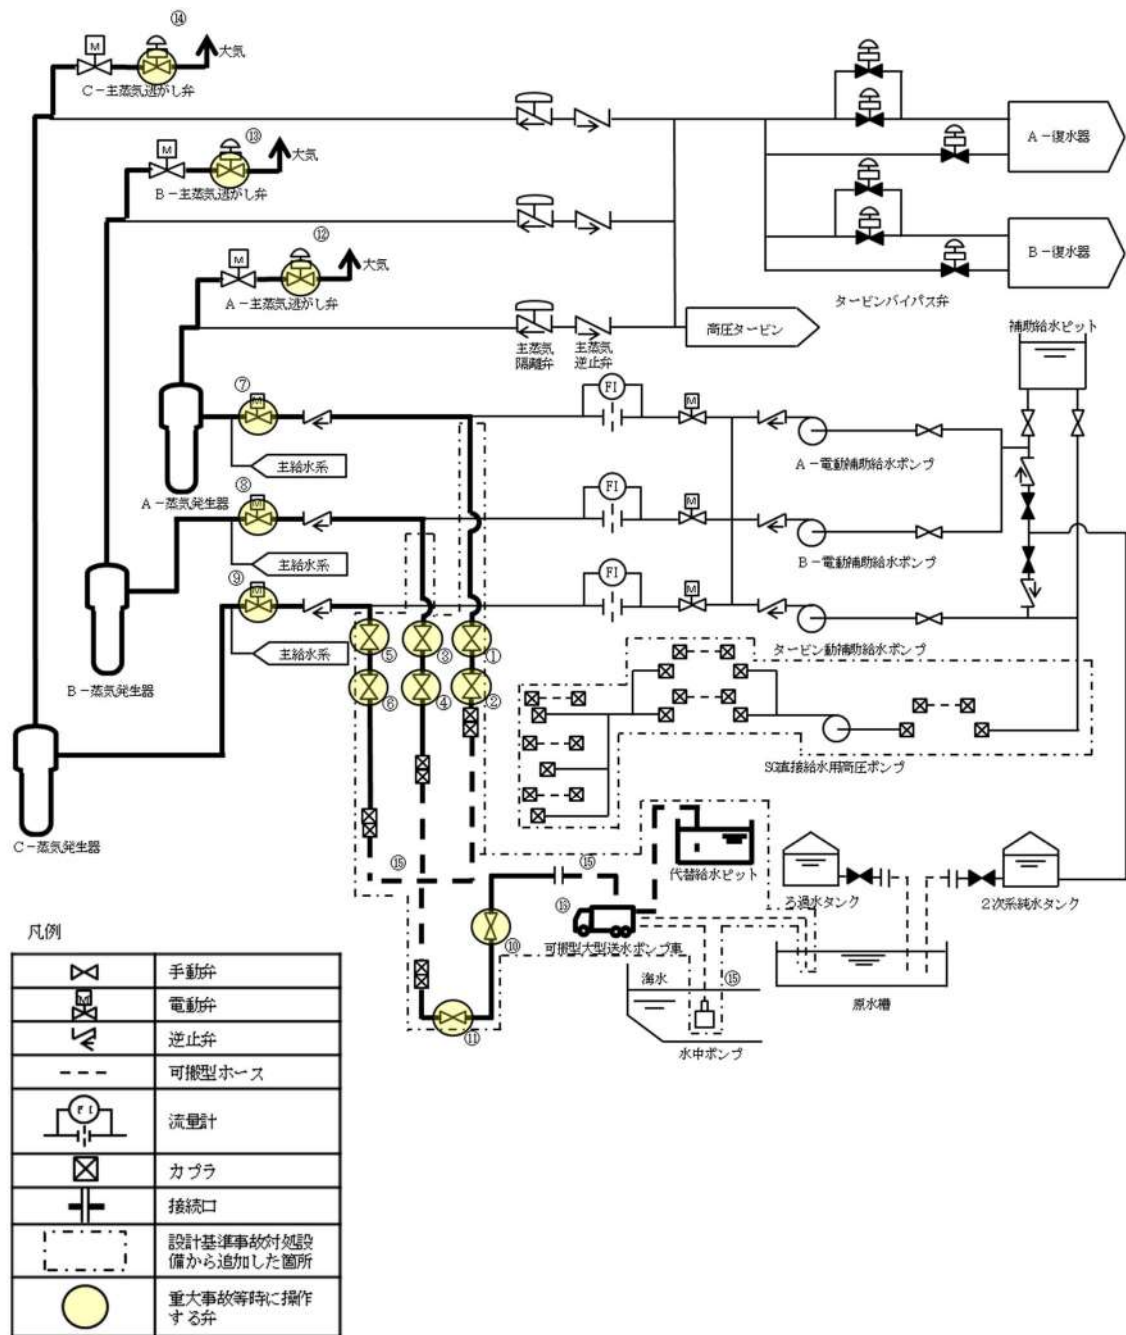 ⑭
M
大気
C-主蒸気逃がし弁
⑬
M
大気
B-主蒸気逃がし弁
⑫
M
大気
A-主蒸気逃がし弁
A-復水器
B-復水器
タービンバイパス弁
高圧タービン
主蒸気
隔離弁
主蒸気
逆止弁
補助給水ピット
⑦
M
FI
M
主給水系
A-電動補助給水ポンプ
A-蒸気発生器
⑧
M
FI
M
主給水系
B-電動補助給水ポンプ
⑨
M
FI
M
主給水系
タービン動補助給水ポンプ
B-蒸気発生器
⑤
③
①
⑥
④
②
SG直接給水用高圧ポンプ
C-蒸気発生器
⑮
⑮
代替給水ピット
ろ過水タンク
2次系純水タンク
⑯
可搬型大型送水ポンプ車
⑩
海水
⑮
原水槽
⑪
水中ポンプ
凡例
手動弁
M
電動弁
逆止弁
可搬型ホース
FI
流量計
カプラ
接続口
設計基準事故対処設
備から追加した箇所
重大事故等時に操作
する弁